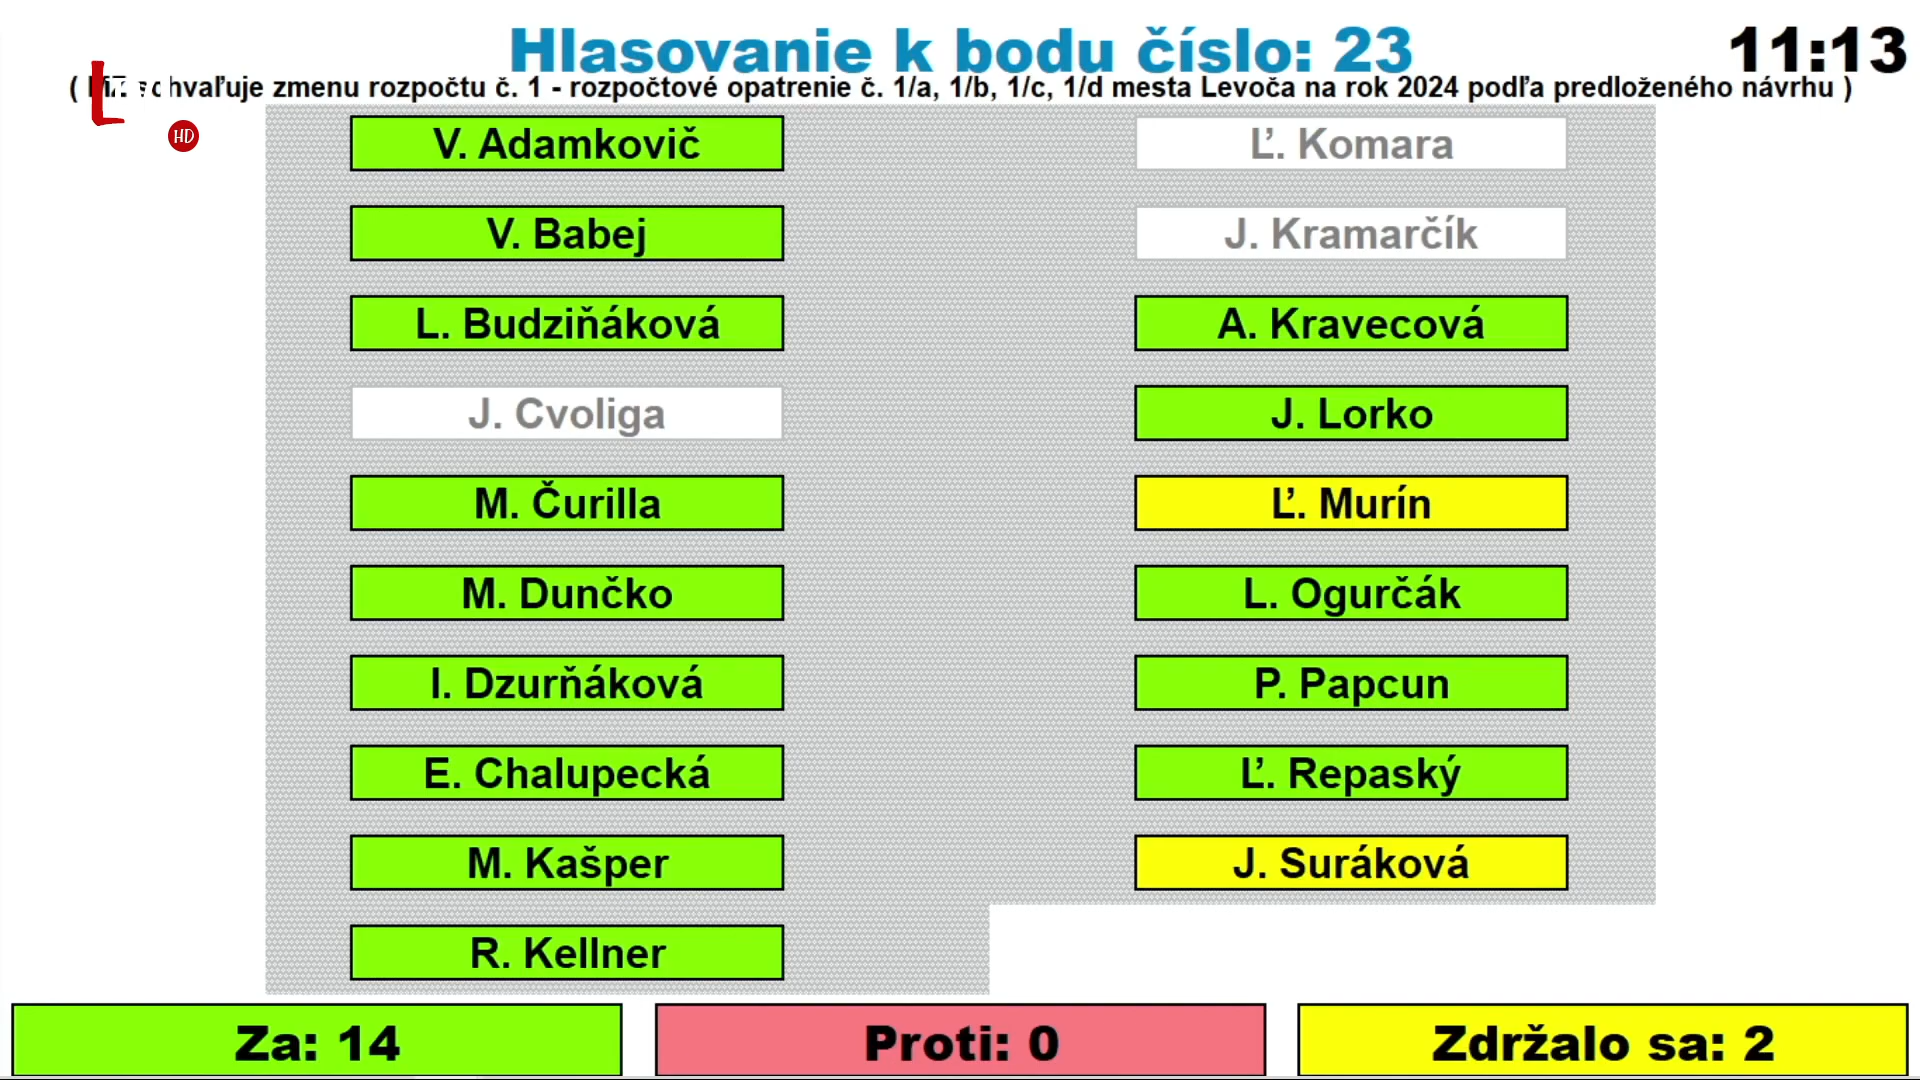 Hlasovanie k bodu číslo: 23
11:13
schvaľuje zmenu rozpočtu č. 1 - rozpočtové opatrenie č. 1/a, 1/b, 1/c, 1/d mesta Levoča na rok 2024 podľa predloženého návrhu )
HD
V. Adamkovič
V. Babej
L. Budziňáková
J. Cvoliga
M. Čurilla
M. Dunčko
I. Dzurňáková
E. Chalupecká
M. Kašper
R. Kellner
Ľ. Komara
J. Kramarčík
A. Kravecová
J. Lorko
Ľ. Murín
L. Ogurčák
P. Papcun
Ľ. Repaský
J. Suráková
Za: 14
Proti: 0
Zdržalo sa: 2